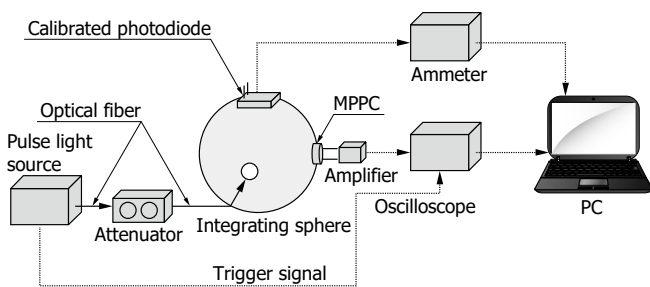 Calibrated photodiode
Ammeter
Optical fiber
MPPC
Pulse light
source
Amplifier
Attenuator
Integrating sphere
Oscilloscope
PC
Trigger signal